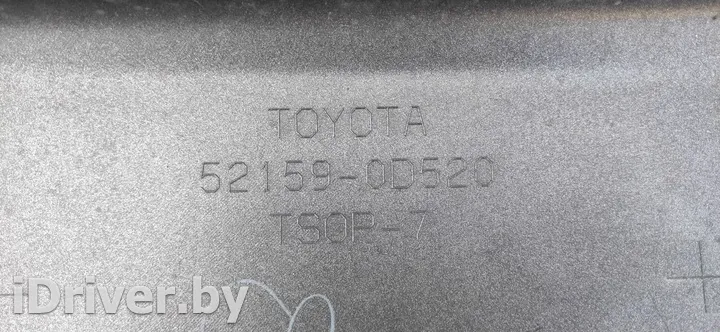 TOYOTA
52159-0D520
TSOP-7
iDriver.by